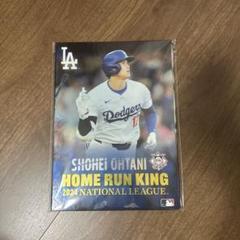 LA
Dodgers
17
SHOHEI OHTANI
HOME RUN KING
2024 NATIONAL LEAGUE